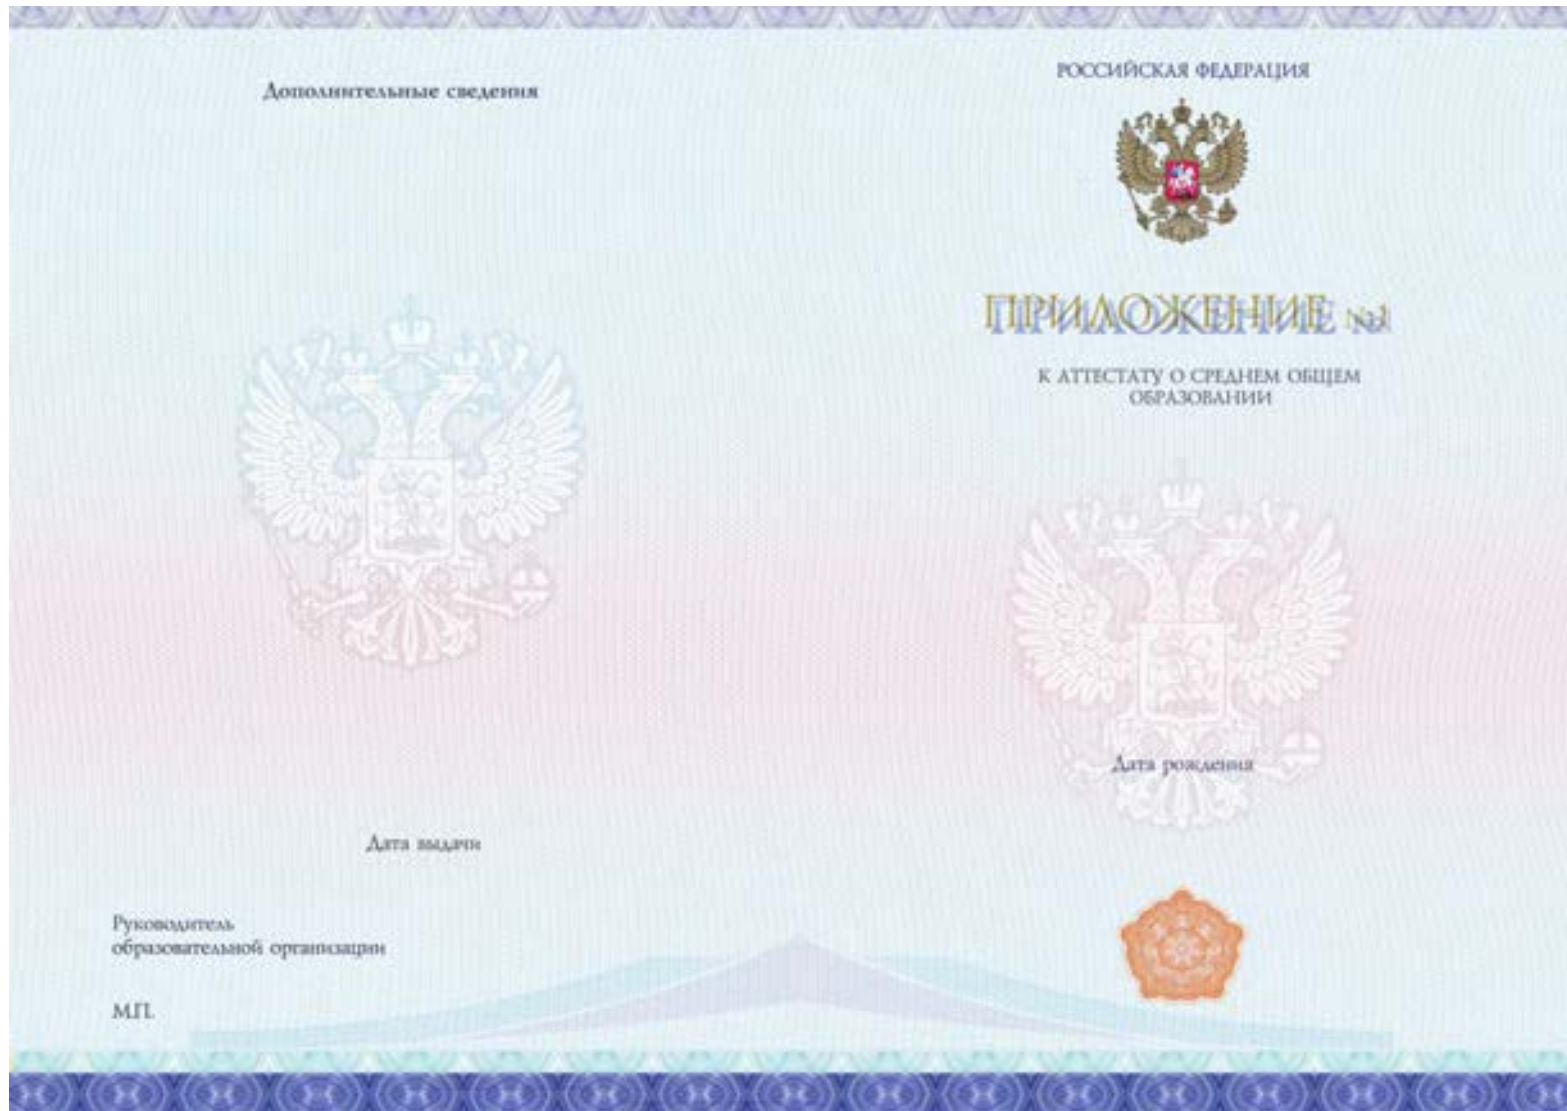 Дополнительные сведения
Дата выдачи
Руководитель
образовательной организации
М.П.
РОССИЙСКАЯ ФЕДЕРАЦИЯ
ПРИЛОЖЕНИЕ №1
К АТТЕСТАТУ О СРЕДНЕМ ОБЩЕМ
ОБРАЗОВАНИИ
Дата рождения